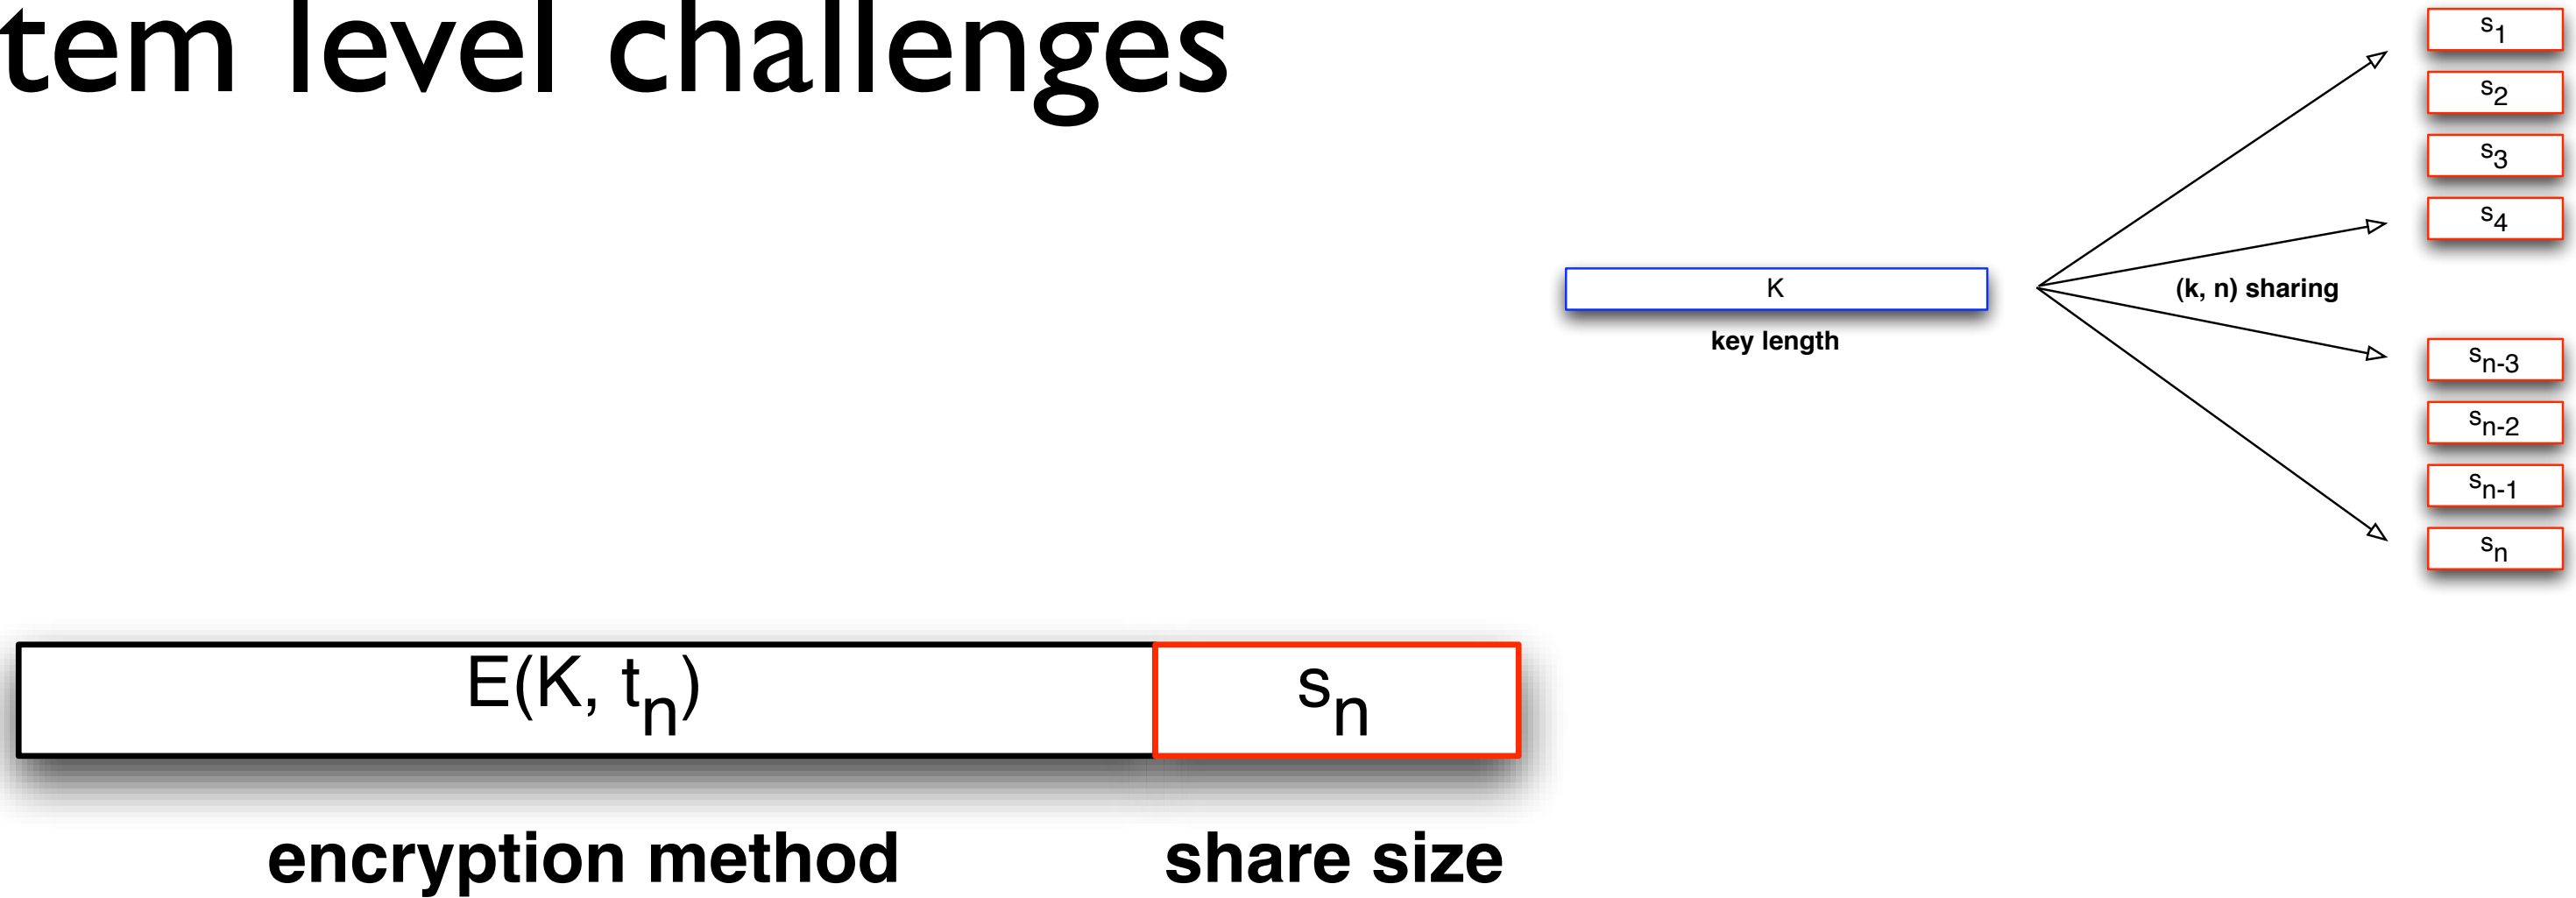 tem level challenges
s1
s2
s3
s4
K
(k, n) sharing
key length
sn-3
sn-2
sn-1
sn
E(K, tn)
sn
encryption method
share size